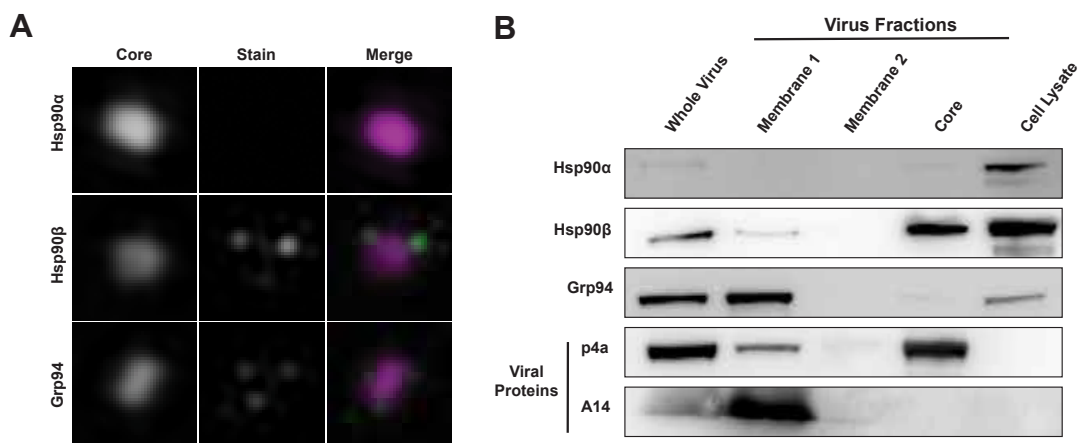 A
Core
Stain
Merge
Hsp90α
Hsp90β
Grp94
B
Virus Fractions
Whole Virus
Membrane 1
Membrane 2
Core
Cell Lysate
Hsp90α
Hsp90β
Grp94
p4a
Viral
Proteins
A14